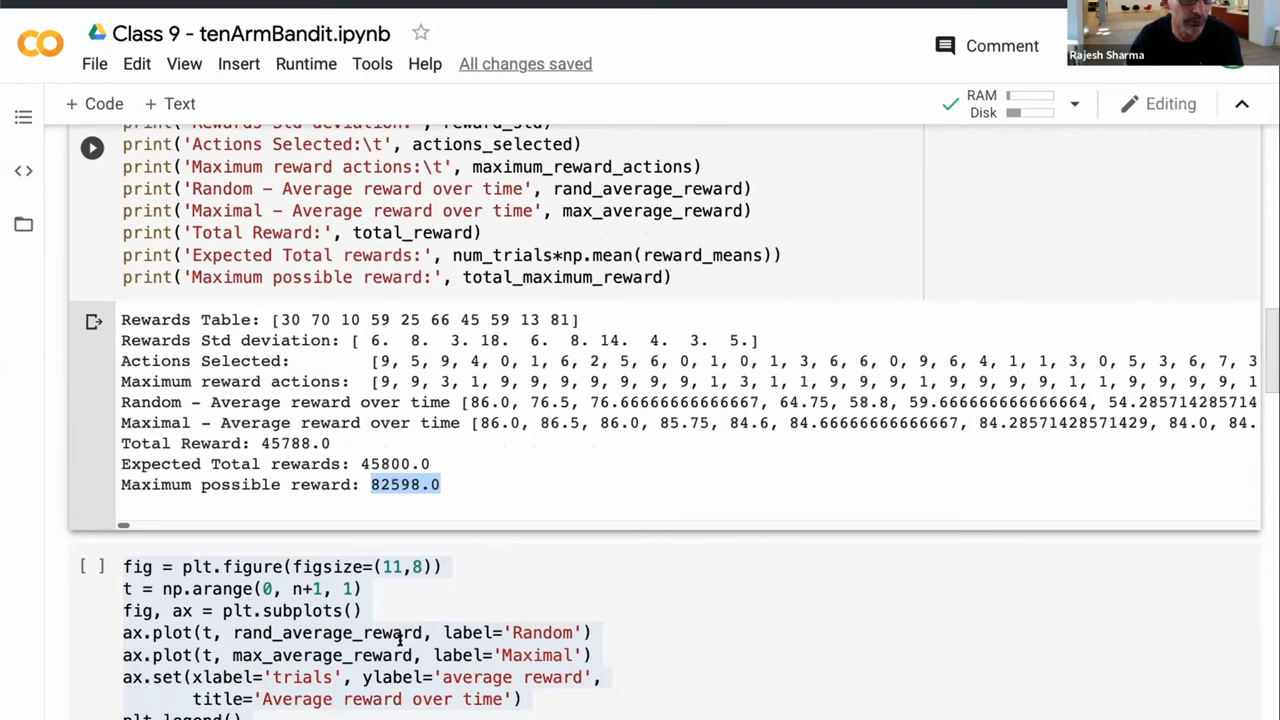 Class 9 - tenArmBandit.ipynb
Comment
Rajesh Sharma
File Edit View Insert Runtime Tools Help All changes saved
+ Code + Text
RAM
Disk
Editing
print('Rewards Std deviation:', reward_std)
print('Actions Selected:\t', actions_selected)
print('Maximum reward actions:\t', maximum_reward_actions)
print('Random - Average reward over time', rand_average_reward)
print('Maximal - Average reward over time', max_average_reward)
print('Total Reward:', total_reward)
print('Expected Total rewards:', num_trials*np.mean(reward_means))
print('Maximum possible reward:', total_maximum_reward)
Rewards Table: [30 70 10 59 25 66 45 59 13 81]
Rewards Std deviation: [ 6. 8. 3. 18. 6. 8. 14. 4. 3. 5.]
Actions Selected: [9, 5, 9, 4, 0, 1, 6, 2, 5, 6, 0, 1, 0, 1, 3, 6, 6, 0, 9, 6, 4, 1, 1, 3, 0, 5, 3, 6, 7, 3
Maximum reward actions: [9, 9, 3, 1, 9, 9, 9, 9, 9, 9, 1, 3, 1, 1, 9, 9, 9, 1, 9, 9, 9, 9, 1, 1, 9, 9, 9, 9, 1
Random - Average reward over time [86.0, 76.5, 76.66666666666667, 64.75, 58.8, 59.666666666666664, 54.285714285714
Maximal - Average reward over time [86.0, 86.5, 86.0, 85.75, 84.6, 84.66666666666667, 84.28571428571429, 84.0, 84.
Total Reward: 45788.0
Expected Total rewards: 45800.0
Maximum possible reward: 82598.0
[ ] fig = plt.figure(figsize=(11,8))
t = np.arange(0, n+1, 1)
fig, ax = plt.subplots()
ax.plot(t, rand_average_reward, label='Random')
ax.plot(t, max_average_reward, label='Maximal')
ax.set(xlabel='trials', ylabel='average reward',
title='Average reward over time')
plt.legend()